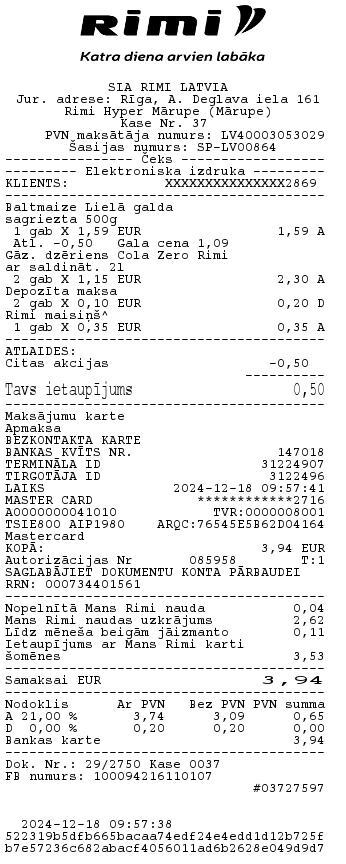 Rimi
Katra diena arvien labāka
SIA RIMI LATVIA
Jur. adrese: Rīga, A. Deglava iela 161
Rimi Hyper Mārupe (Mārupe)
Kase Nr. 37
PVN maksātāja numurs: LV40003053029
Šasijas numurs: SP-LV00864
---------------- Čeks ----------------
--------- Elektroniska izdruka ---------
KLIENTS: XXXXXXXXXXXXXXX2869
Baltmaize Lielā galda
sagriezta 500g
1 gab X 1,59 EUR 1,59 A
Atl. -0,50 Gala cena 1,09
Gāz. dzēriens Cola Zero Rimi
ar saldināt. 2l
2 gab X 1,15 EUR 2,30 A
Depozīta maksa
2 gab X 0,10 EUR 0,20 D
Rimi maisiņš^
1 gab X 0,35 EUR 0,35 A
ATLAIDES:
Citas akcijas -0,50
Tavs ietaupījums 0,50
Maksājumu karte
Apmaksa
BEZKONTAKTA KARTE
BANKAS KVĪTS NR. 147018
TERMINĀLA ID 31224907
TIRGOTĀJA ID 3122496
LAIKS 2024-12-18 09:57:41
MASTER CARD ************2716
A0000000041010 TVR:0000008001
TSIE800 AIP1980 ARQC:76545E5B62D04164
Mastercard
KOPĀ: 3,94 EUR
Autorizācijas Nr 085958 T:1
SAGLABĀJIET DOKUMENTU KONTA PĀRBAUDEI
RRN: 000734401561
Nopelnītā Mans Rimi nauda 0,04
Mans Rimi naudas uzkrājums 2,62
Līdz mēneša beigām jāizmanto 0,11
Ietaupījums ar Mans Rimi karti
šomēnes 3,53
Samaksai EUR 3,94
Nodoklis Ar PVN Bez PVN PVN summa
A 21,00 % 3,74 3,09 0,65
D 0,00 % 0,20 0,20 0,00
Bankas karte 3,94
Dok. Nr.: 29/2750 Kase 0037
FB numurs: 100094216110107
#03727597
2024-12-18 09:57:38
522319b5dfb665bacaa74edf24e4edd1d12b725f
b7e57236c682abacf4056011ad6b2628e049d9d7